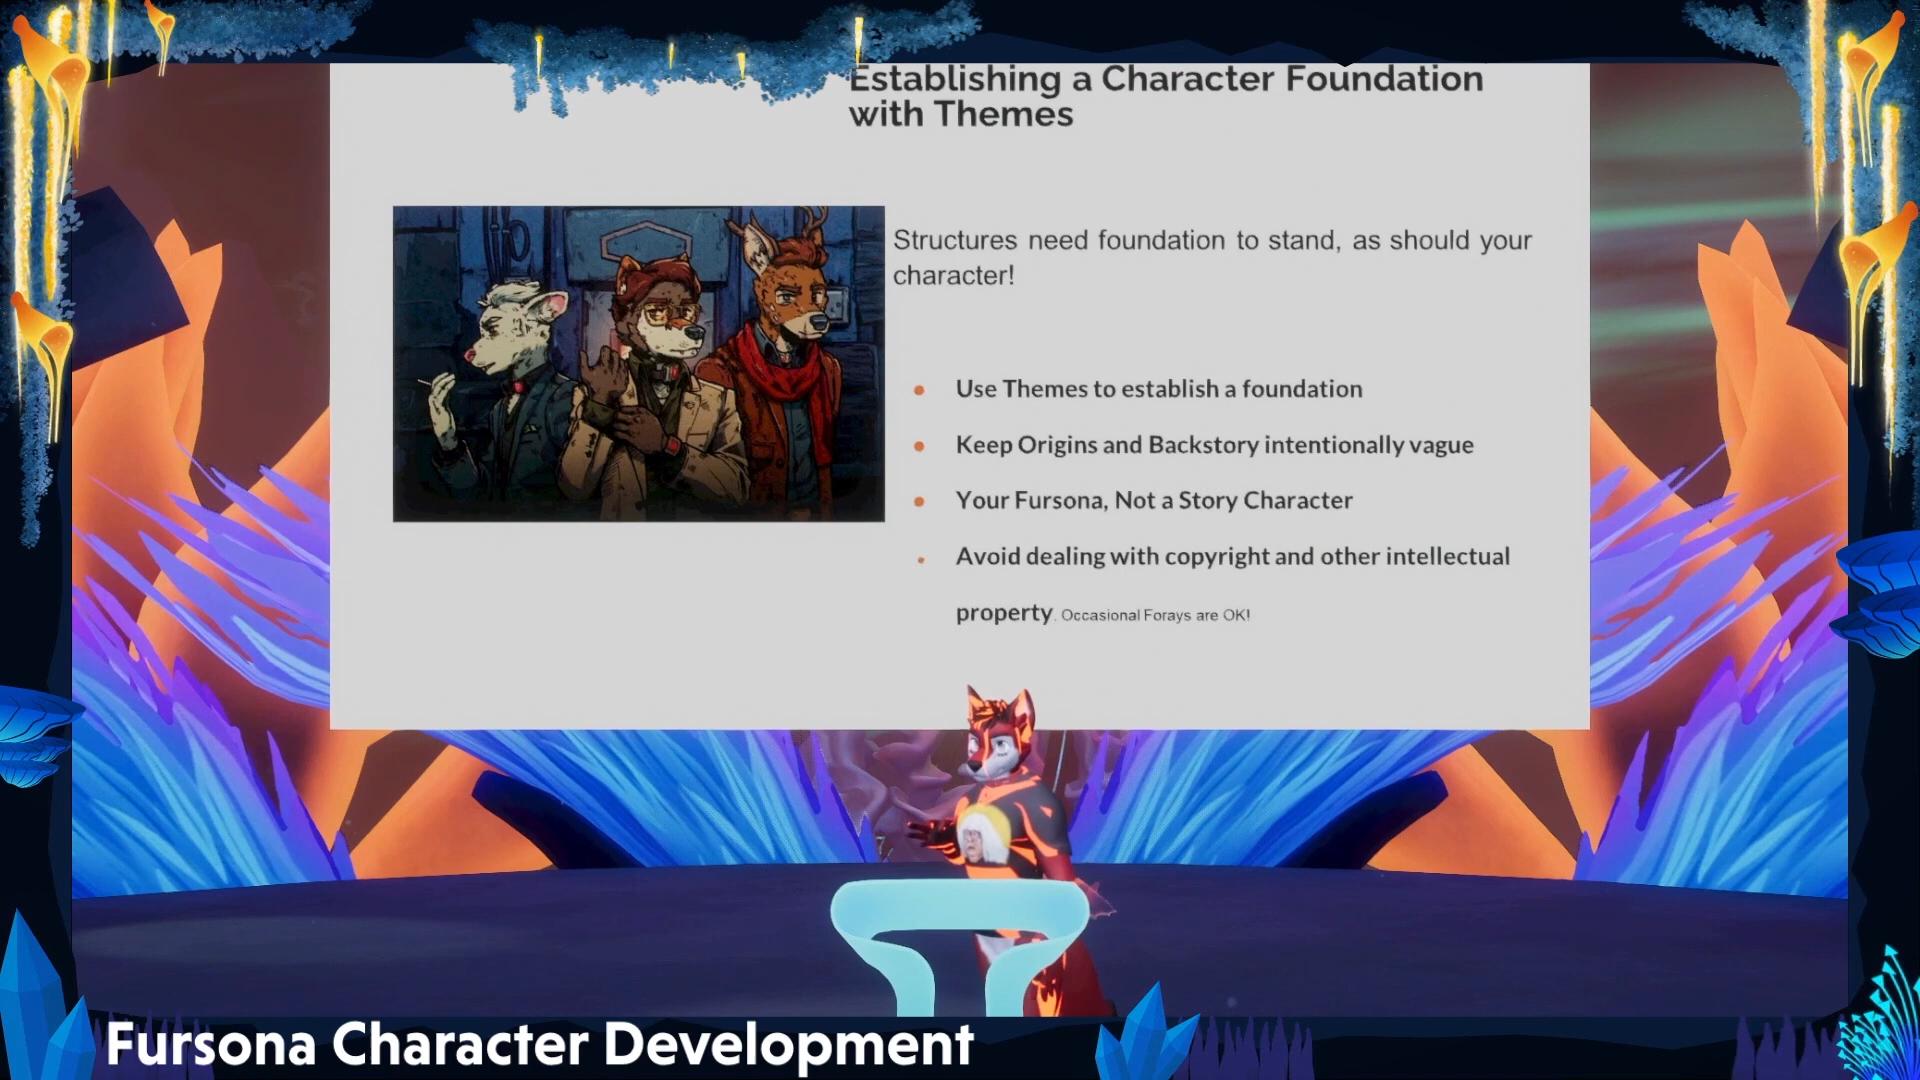 Establishing a Character Foundation
with Themes
Structures need foundation to stand, as should your
character!
Use Themes to establish a foundation
Keep Origins and Backstory intentionally vague
Your Fursona, Not a Story Character
Avoid dealing with copyright and other intellectual
property. Occasional Forays are OK!
Fursona Character Development